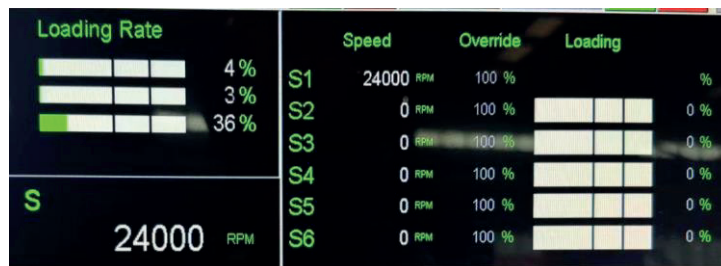 Loading Rate
4%
3%
36%
S
24000 RPM
Speed Override Loading
S1 24000 RPM 100 % %
S2 0 RPM 100 % 0 %
S3 0 RPM 100 % 0 %
S4 0 RPM 100 % 0 %
S5 0 RPM 100 % 0 %
S6 0 RPM 100 % 0 %